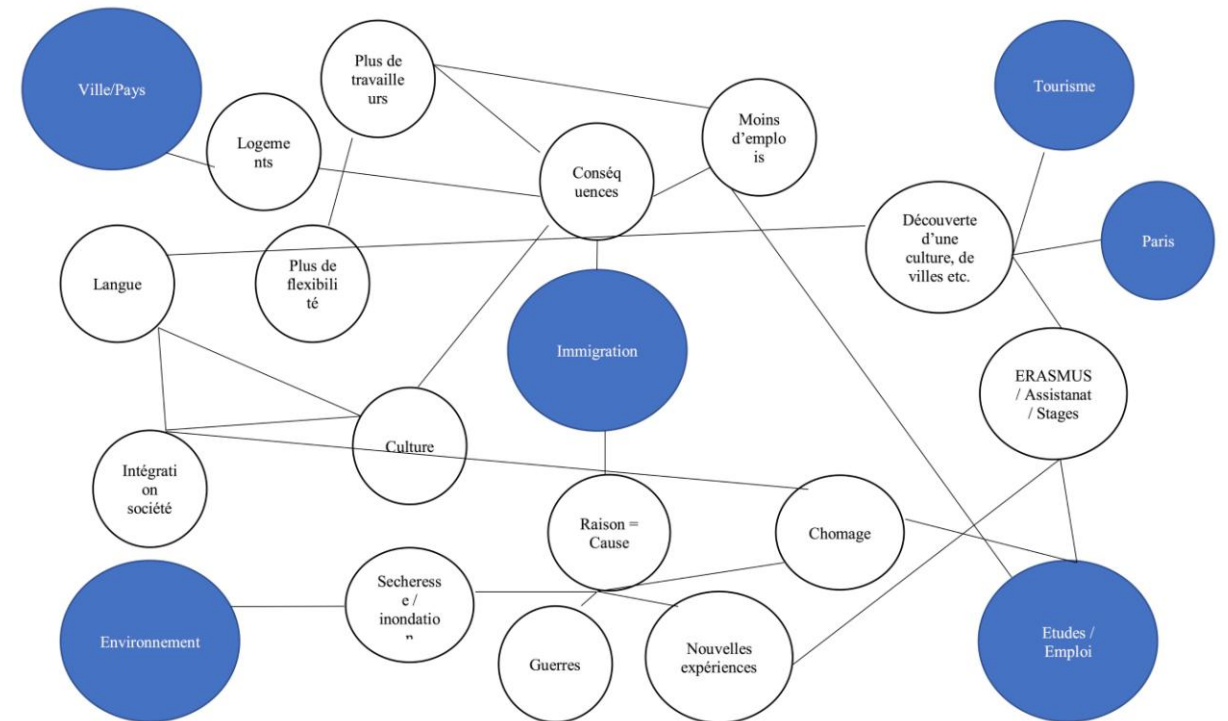 Ville/Pays
Plus de
travaille
urs
Tourisme
Logeme
nts
Moins
d’emplo
is
Conséq
uences
Découverte
d’une
culture, de
villes etc.
Paris
Langue
Plus de
flexibili
té
Immigration
ERASMUS
/ Assistanat
/ Stages
Culture
Intégrati
on
société
Raison =
Cause
Chomage
Secheress
e /
inondatio
n
Environnement
Guerres
Nouvelles
expériences
Etudes /
Emploi